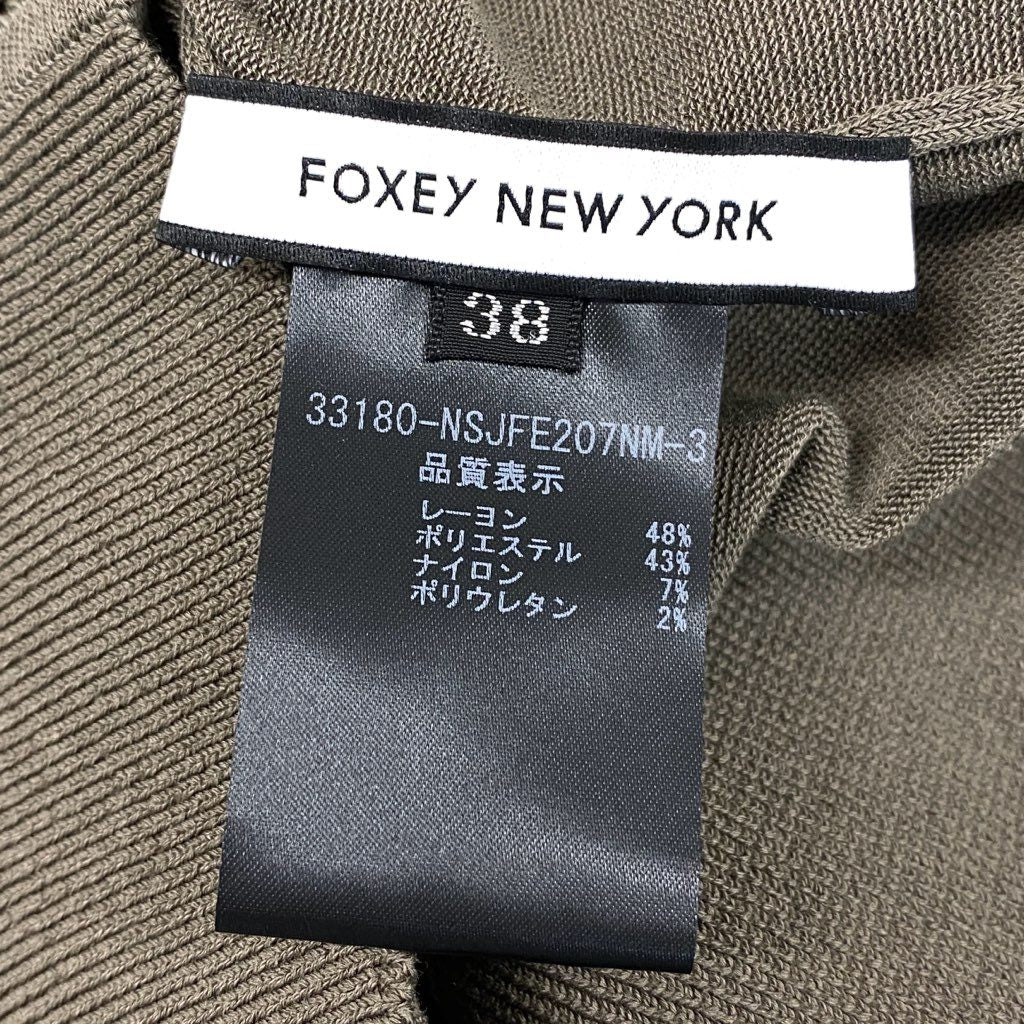 FOXEY NEW YORK
38
33180-NSJFE207NM-3
品質表示
レーヨン 48%
ポリエステル 43%
ナイロン 7%
ポリウレタン 2%